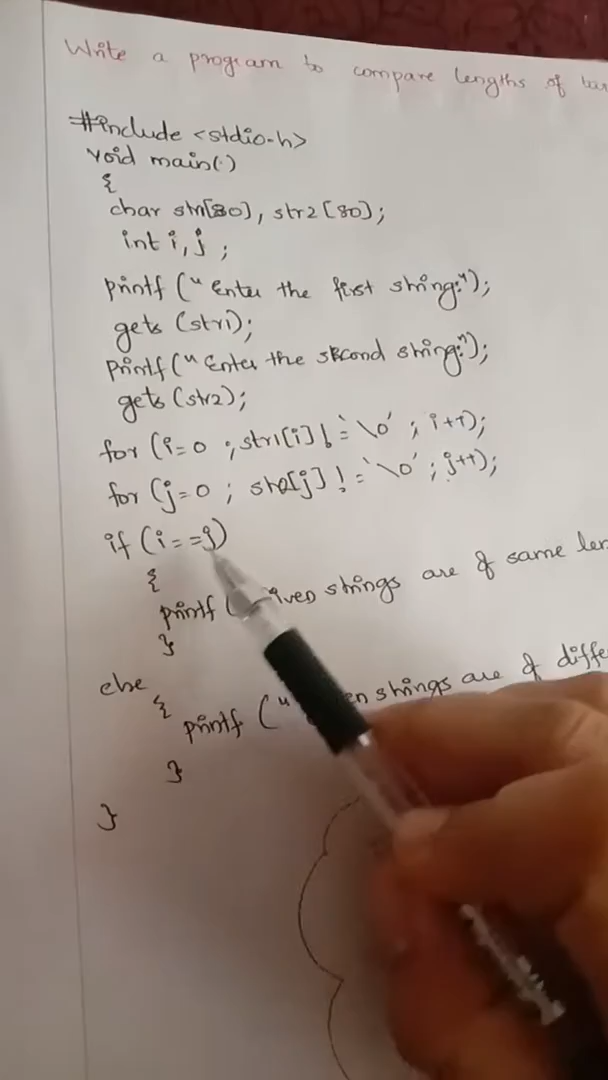 Write a program to compare lengths of
#include <stdio.h>
void main()
{
char str1[80], str2 [80];
int i, j ;
printf ("Enter the first string:");
gets (str1);
printf ("Enter the second string:");
gets (str2);
for (i=0 ; str1[i] != '\0' ; i++);
for (j=0 ; str2[j] != '\0' ; j++);
if (i==j)
{
printf ( strings are of same
}
else
{
printf (" strings are of
}
}